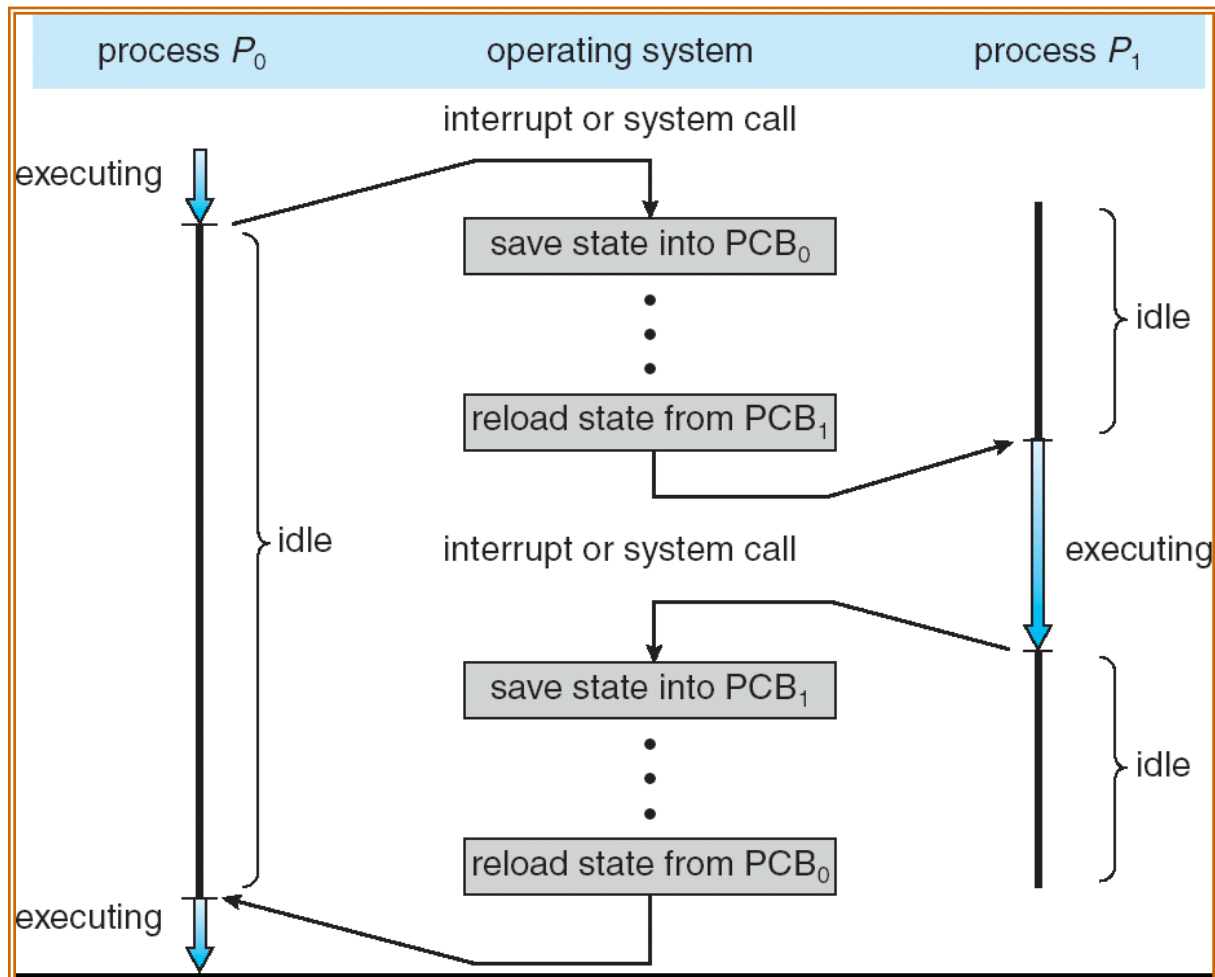 process P₀ operating system process P₁
interrupt or system call
executing
save state into PCB₀
idle
reload state from PCB₁
idle
interrupt or system call
executing
save state into PCB₁
idle
reload state from PCB₀
executing